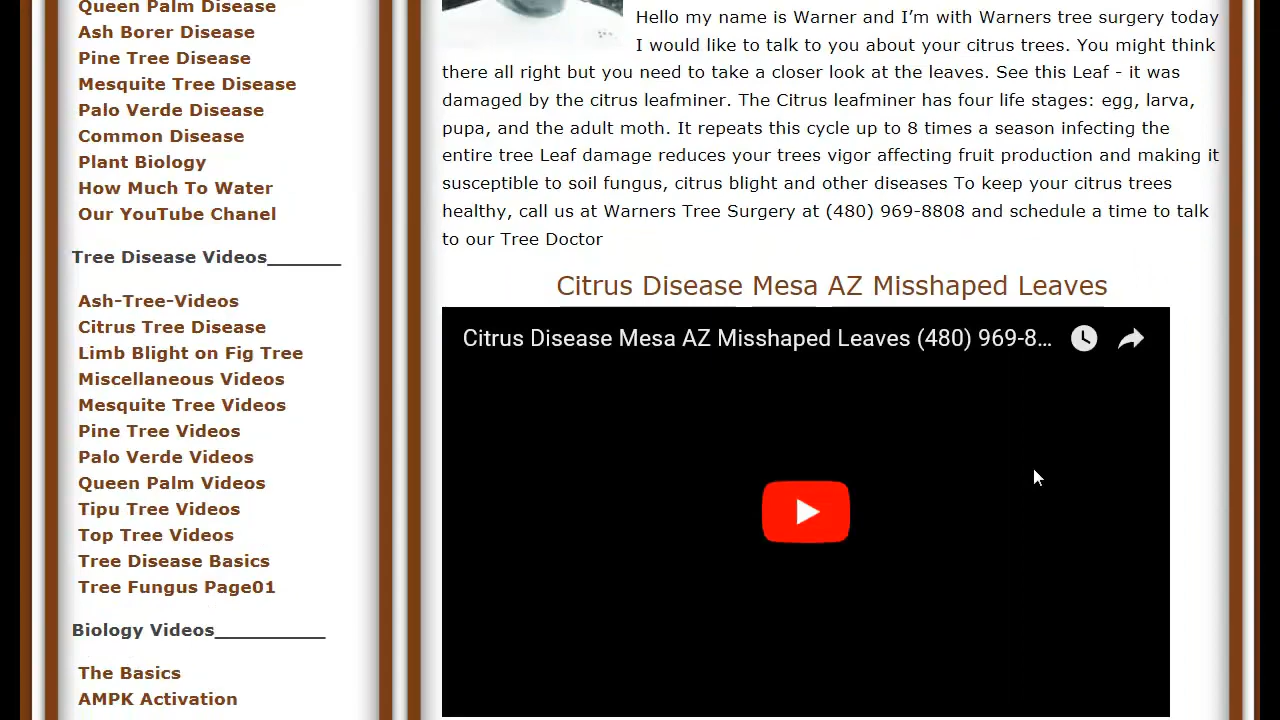 Queen Palm Disease
Ash Borer Disease
Pine Tree Disease
Mesquite Tree Disease
Palo Verde Disease
Common Disease
Plant Biology
How Much To Water
Our YouTube Chanel
Tree Disease Videos_______
Ash-Tree-Videos
Citrus Tree Disease
Limb Blight on Fig Tree
Miscellaneous Videos
Mesquite Tree Videos
Pine Tree Videos
Palo Verde Videos
Queen Palm Videos
Tipu Tree Videos
Top Tree Videos
Tree Disease Basics
Tree Fungus Page01
Biology Videos__________
The Basics
AMPK Activation
Hello my name is Warner and I’m with Warners tree surgery today
I would like to talk to you about your citrus trees. You might think
there all right but you need to take a closer look at the leaves. See this Leaf - it was
damaged by the citrus leafminer. The Citrus leafminer has four life stages: egg, larva,
pupa, and the adult moth. It repeats this cycle up to 8 times a season infecting the
entire tree Leaf damage reduces your trees vigor affecting fruit production and making it
susceptible to soil fungus, citrus blight and other diseases To keep your citrus trees
healthy, call us at Warners Tree Surgery at (480) 969-8808 and schedule a time to talk
to our Tree Doctor
Citrus Disease Mesa AZ Misshaped Leaves
Citrus Disease Mesa AZ Misshaped Leaves (480) 969-8...